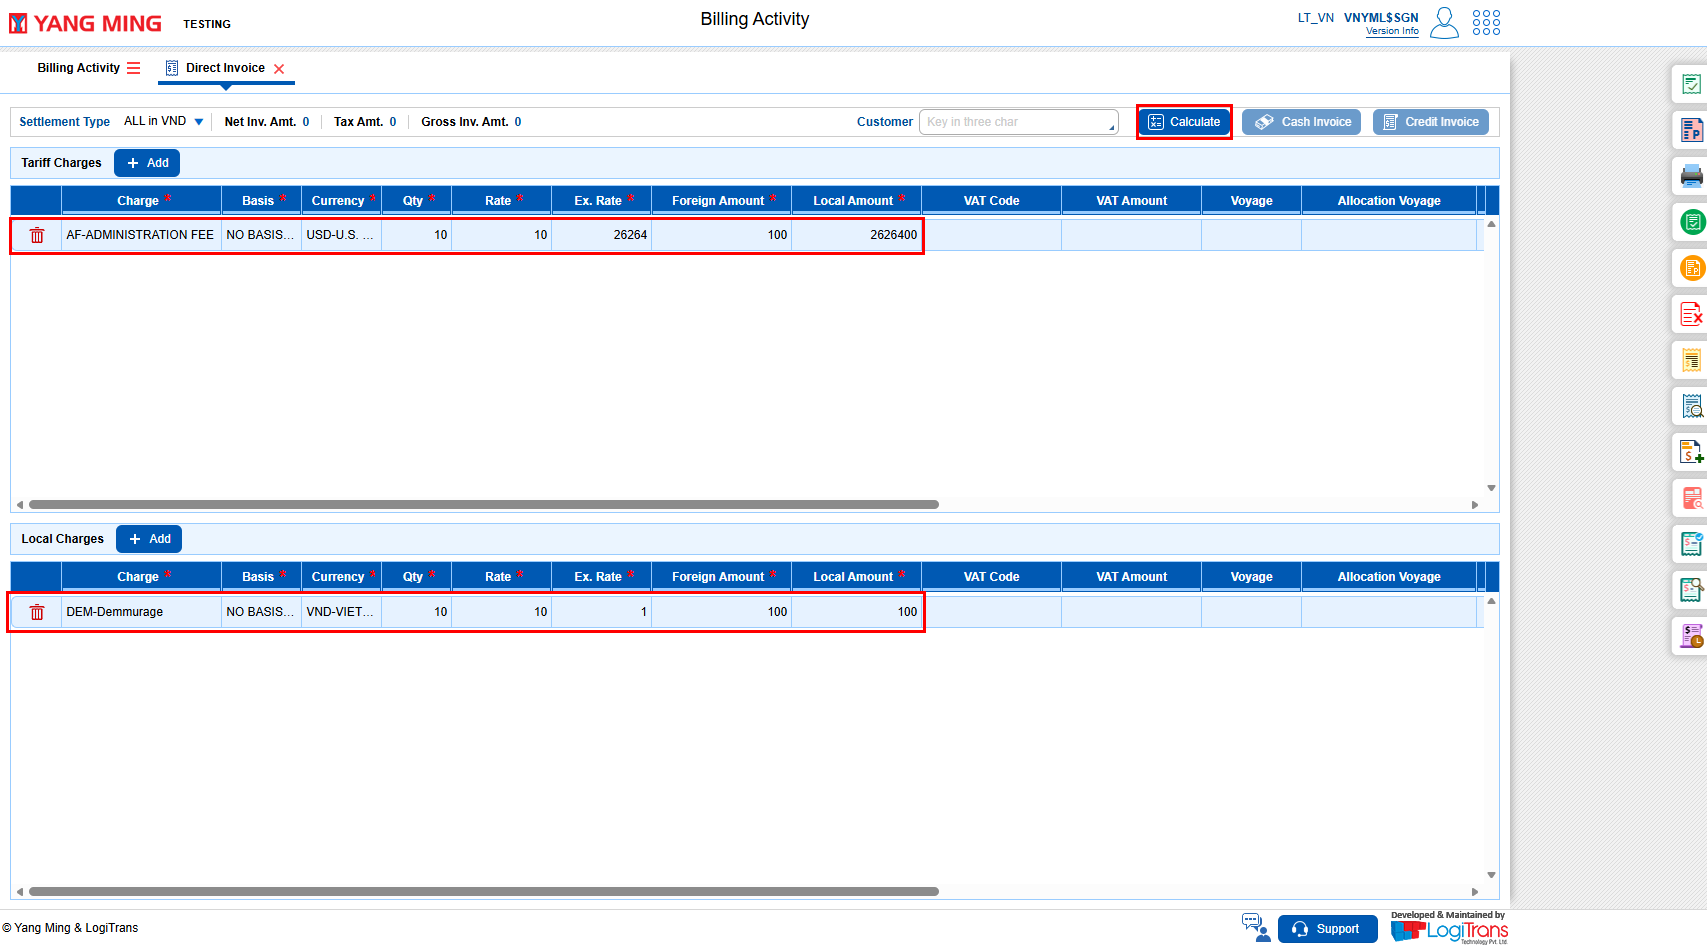 YANG MING TESTING Billing Activity LT_VN VNYML$SGN
Version Info
Billing Activity Direct Invoice
Settlement Type ALL in VND Net Inv. Amt. 0 Tax Amt. 0 Gross Inv. Amt. 0 Customer Key in three char Calculate Cash Invoice Credit Invoice
Tariff Charges + Add
Charge * Basis * Currency * Qty * Rate * Ex. Rate * Foreign Amount * Local Amount * VAT Code VAT Amount Voyage Allocation Voyage
AF-ADMINISTRATION FEE NO BASIS... USD-U.S. ... 10 10 26264 100 2626400
Local Charges + Add
Charge * Basis * Currency * Qty * Rate * Ex. Rate * Foreign Amount * Local Amount * VAT Code VAT Amount Voyage Allocation Voyage
DEM-Demmurage NO BASIS... VND-VIET... 10 10 1 100 100
© Yang Ming & LogiTrans Support
Developed & Maintained by
LogiTrans
Technology Pvt. Ltd.